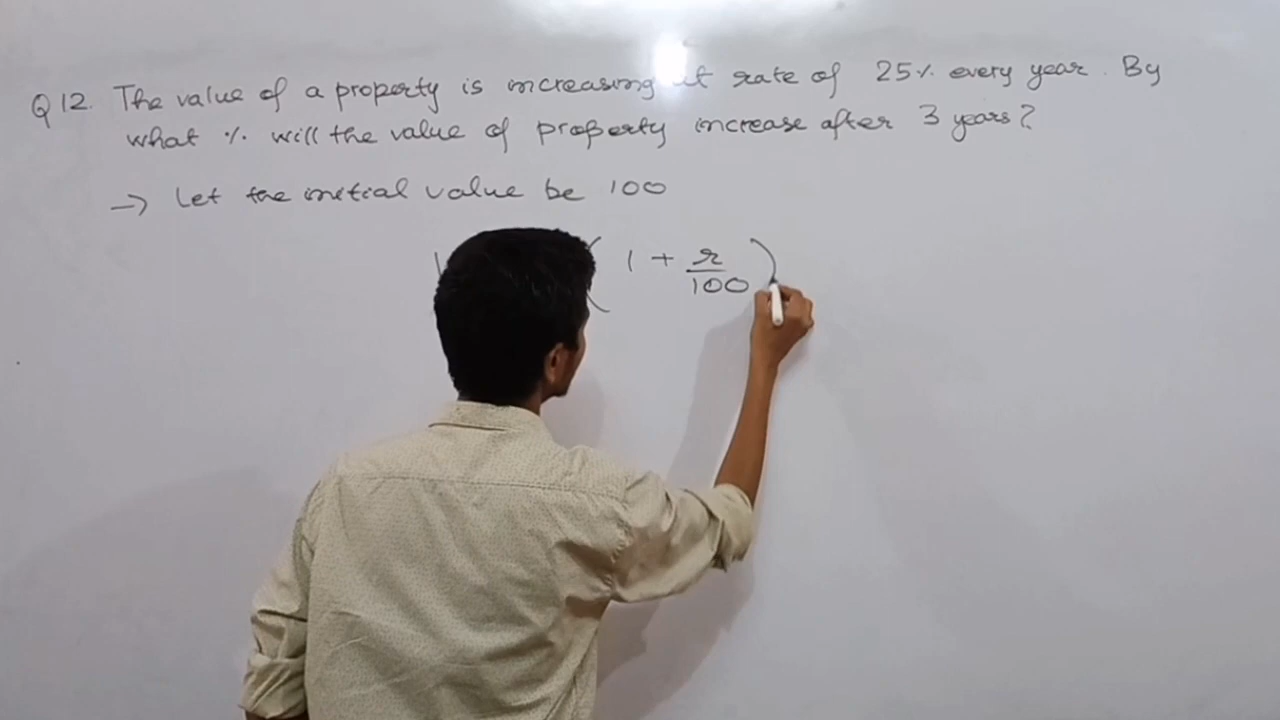 Q 12. The value of a property is increasing at rate of 25% every year. By
what % will the value of property increase after 3 years?
→ Let the initial value be 100
( 1 + r/100 )